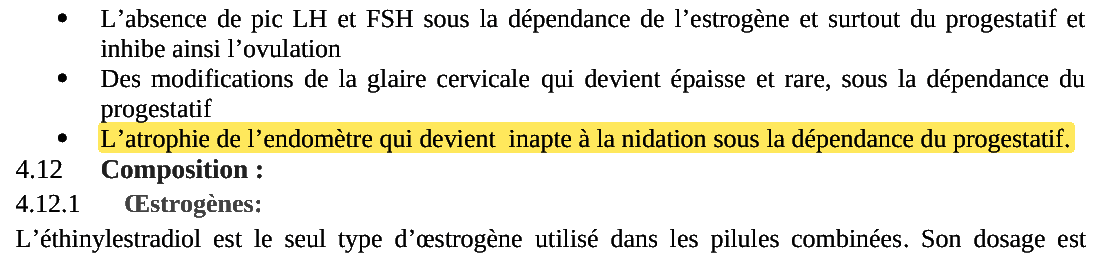 • L’absence de pic LH et FSH sous la dépendance de l’estrogène et surtout du progestatif et
inhibe ainsi l’ovulation
• Des modifications de la glaire cervicale qui devient épaisse et rare, sous la dépendance du
progestatif
• L’atrophie de l’endomètre qui devient inapte à la nidation sous la dépendance du progestatif.
4.12 Composition :
4.12.1 Œstrogènes:
L’éthinylestradiol est le seul type d’œstrogène utilisé dans les pilules combinées. Son dosage est